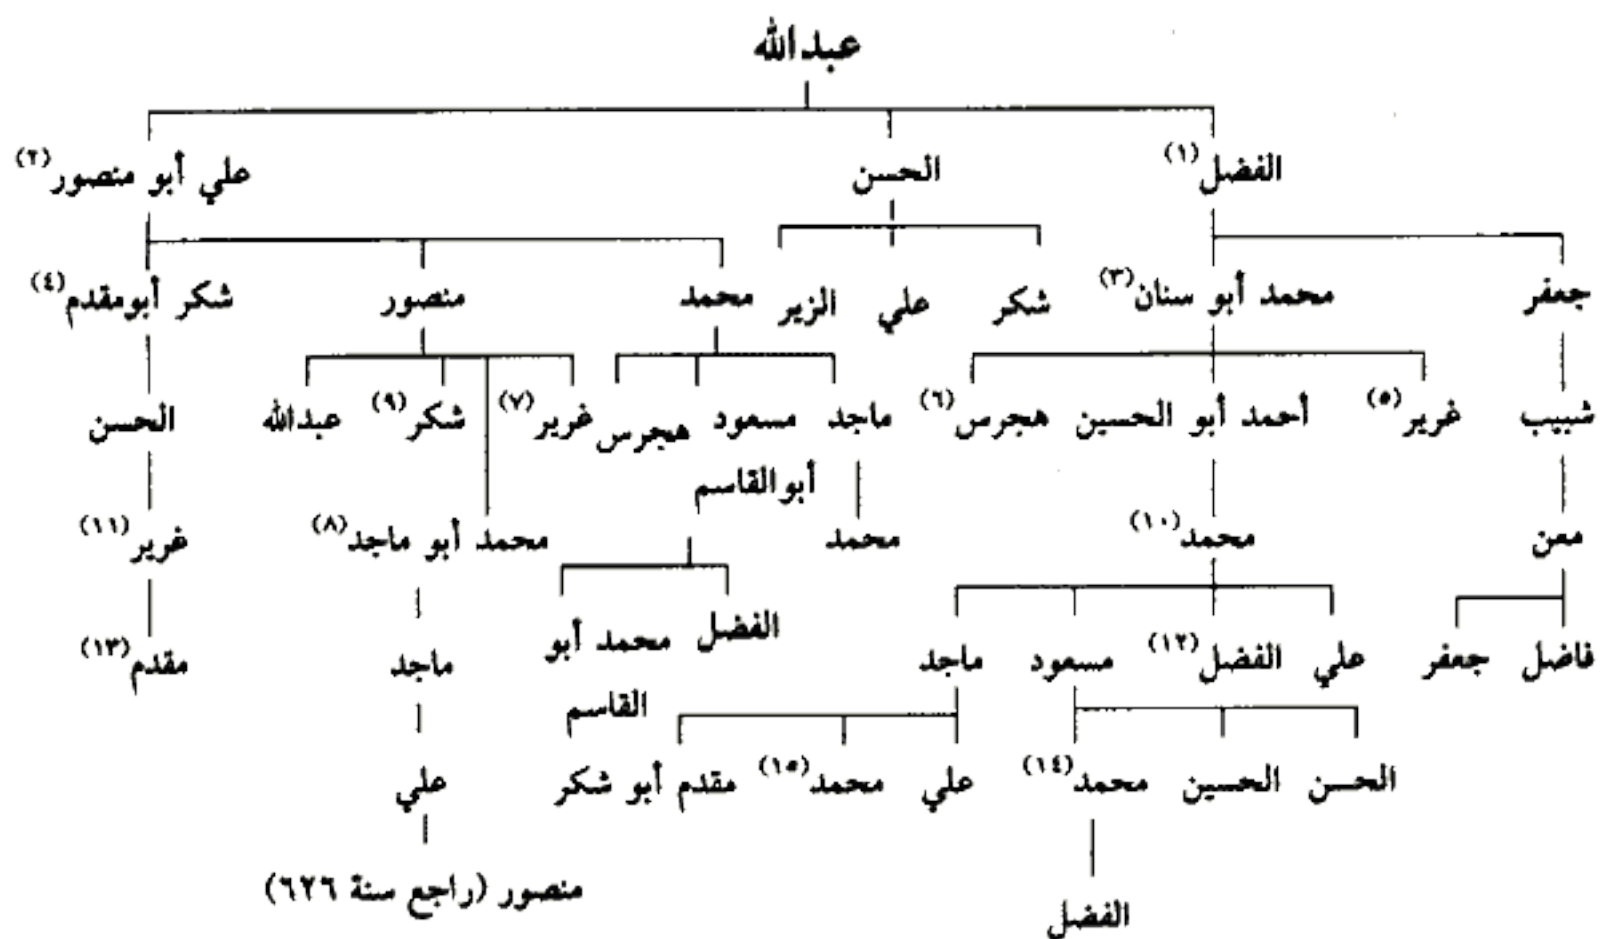 عبدالله
الفضل(١) الحسن علي أبو منصور(٢)
جعفر محمد أبو سنان(٣) شكر علي الزير محمد منصور شكر أبومقدم(٤)
شبيب غرير(٥) أحمد أبو الحسين هجرس(٦) ماجد مسعود هجرس غرير(٧) شكر(٩) عبدالله الحسن
أبوالقاسم
معن محمد(١٠) محمد محمد أبو ماجد(٨) غرير(١١)
فاضل جعفر علي الفضل(١٢) مسعود ماجد الفضل محمد أبو ماجد مقدم(١٣)
القاسم
الحسن الحسين محمد(١٤) علي محمد(١٥) مقدم أبو شكر علي
الفضل منصور (راجع سنة ٦٢٦)